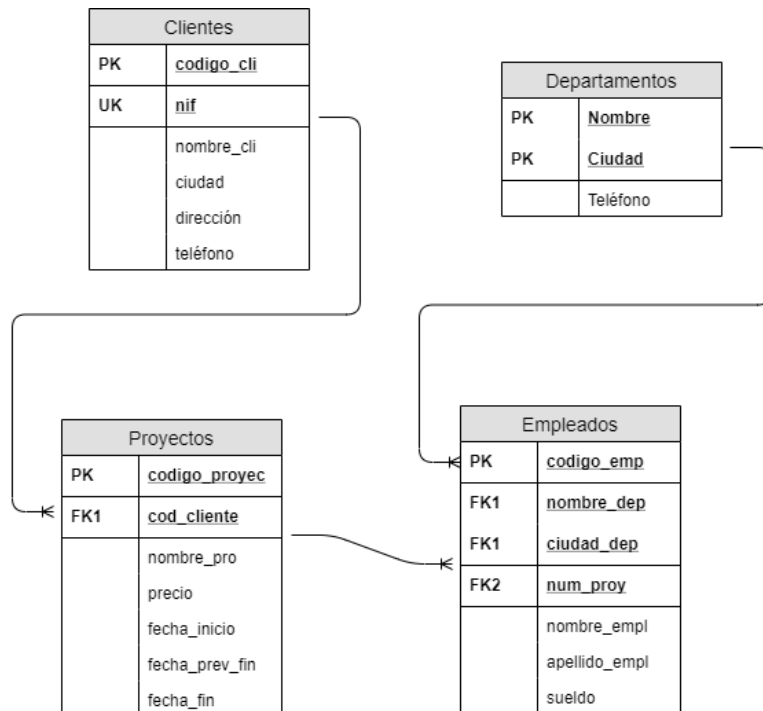 Clientes
PK codigo_cli
UK nif
nombre_cli
ciudad
dirección
teléfono
Departamentos
PK Nombre
PK Ciudad
Teléfono
Proyectos
PK codigo_proyec
FK1 cod_cliente
nombre_pro
precio
fecha_inicio
fecha_prev_fin
fecha_fin
Empleados
PK codigo_emp
FK1 nombre_dep
FK1 ciudad_dep
FK2 num_proy
nombre_empl
apellido_empl
sueldo